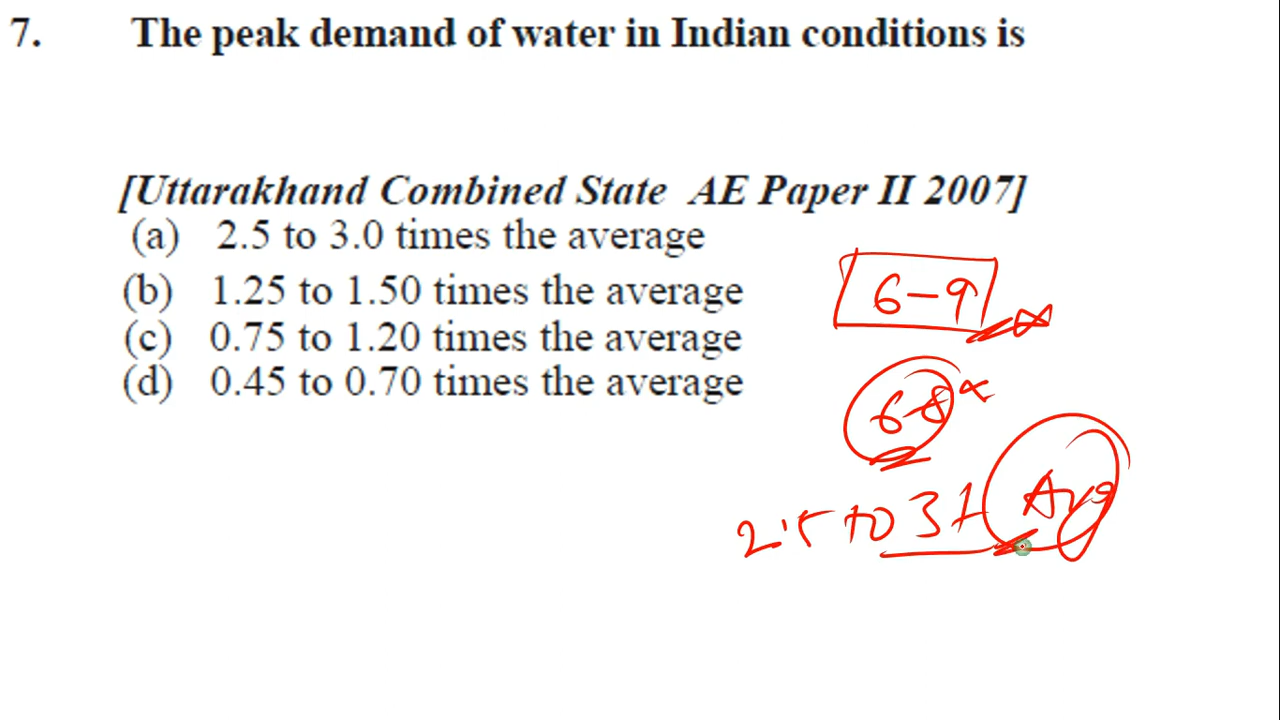 7. The peak demand of water in Indian conditions is
[Uttarakhand Combined State AE Paper II 2007]
(a) 2.5 to 3.0 times the average
(b) 1.25 to 1.50 times the average
(c) 0.75 to 1.20 times the average
(d) 0.45 to 0.70 times the average
6-9
6-8
2.5 to 3 Avg